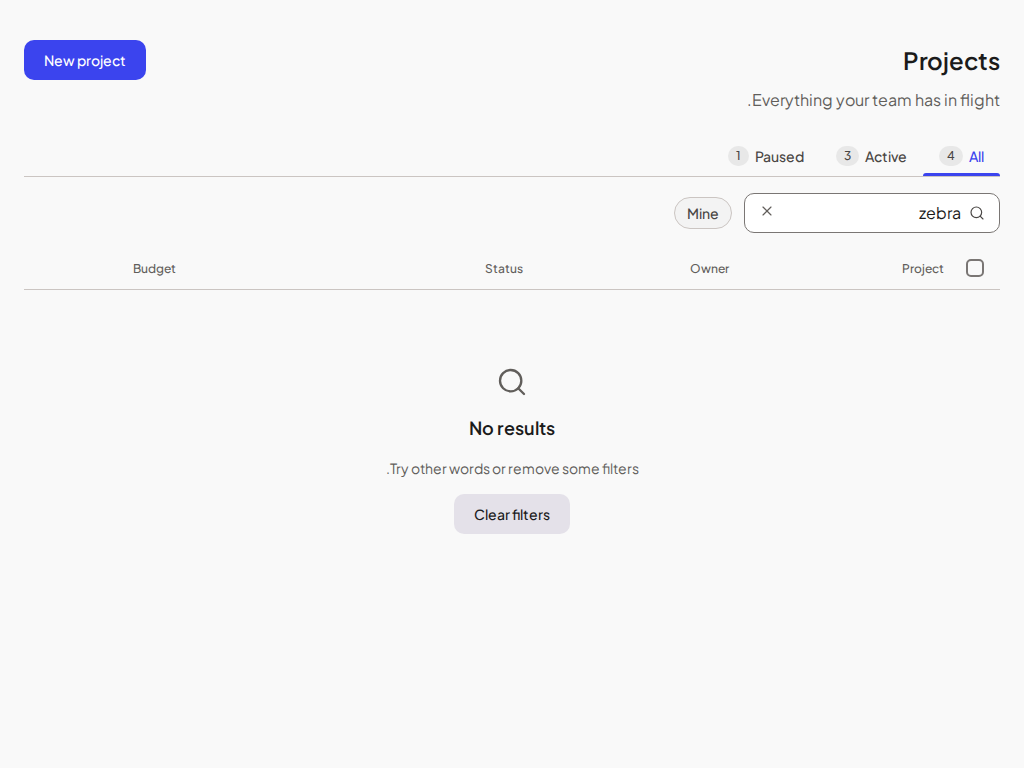 Projects
New project
.Everything your team has in flight
All 4
Active 3
Paused 1
zebra
Mine
Project
Owner
Status
Budget
No results
.Try other words or remove some filters
Clear filters